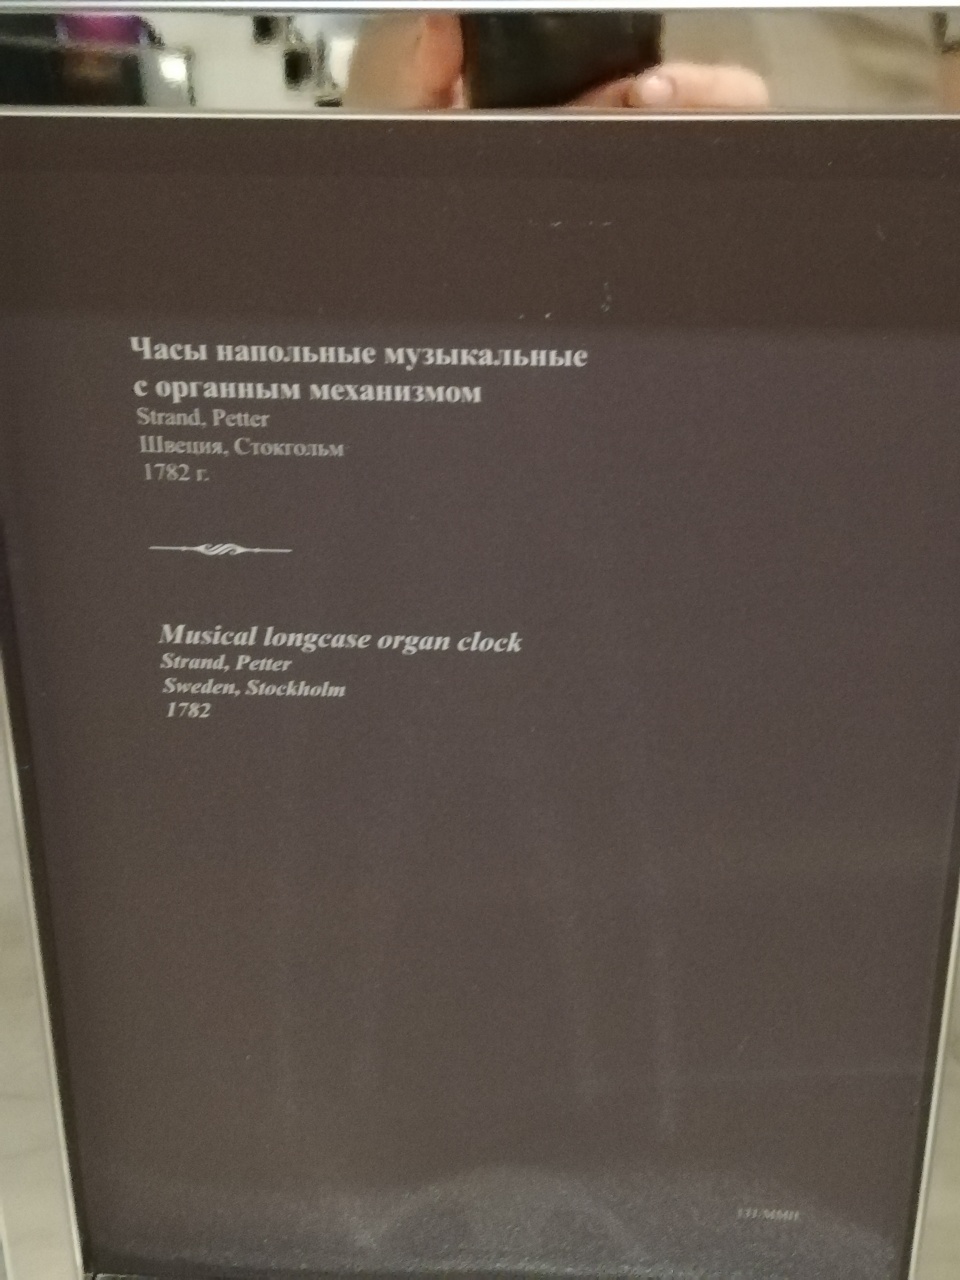 Часы напольные музыкальные
с органным механизмом
Strand, Petter
Швеция, Стокгольм
1782 г.
Musical longcase organ clock
Strand, Petter
Sweden, Stockholm
1782